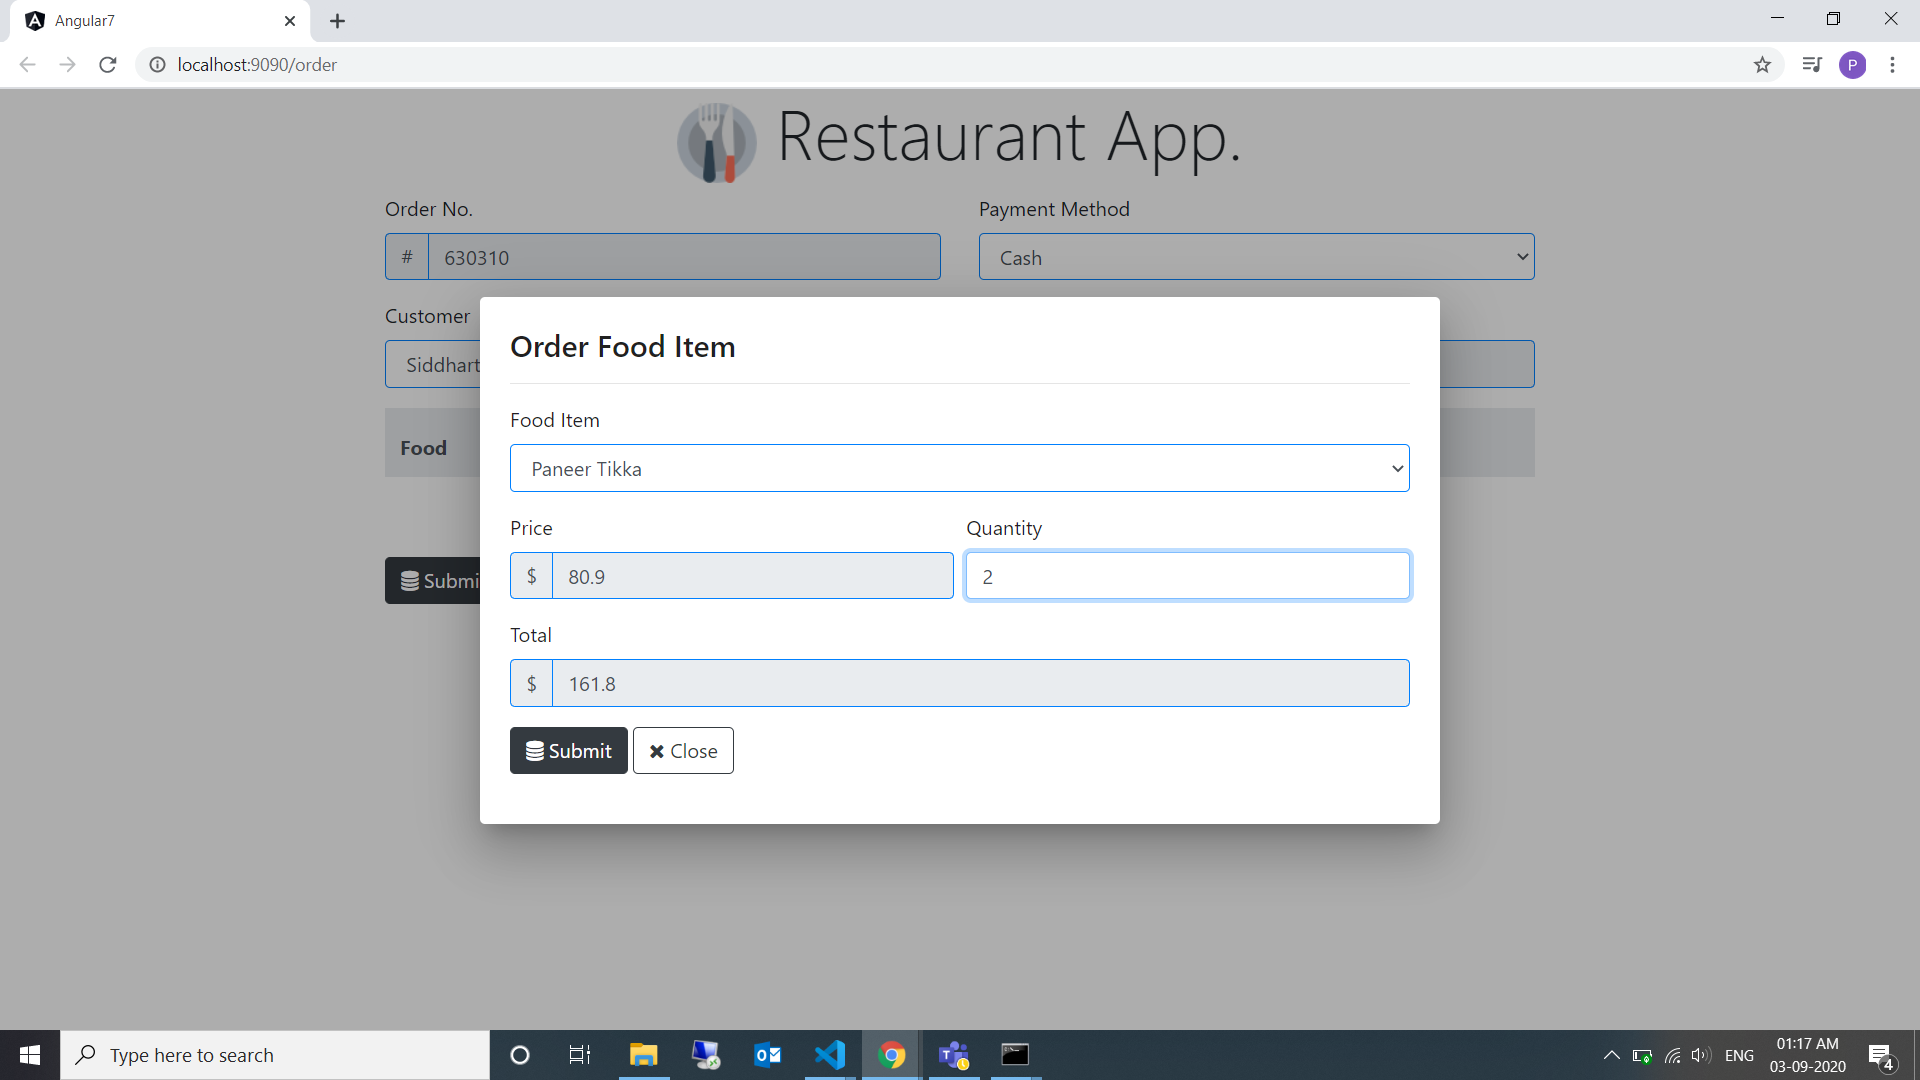 Angular7
localhost:9090/order
P
Restaurant App.
Order No.
Payment Method
# 630310
Cash
Customer
Siddhart
Order Food Item
Food Item
Food
Paneer Tikka
Price
Quantity
$ 80.9
2
Submi
Total
$ 161.8
Submit
Close
Type here to search
ENG
01:17 AM
03-09-2020
4